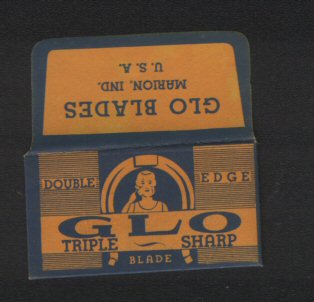 GLO BLADES
MARION, IND.
U. S. A.
DOUBLE EDGE
GLO
TRIPLE SHARP
BLADE